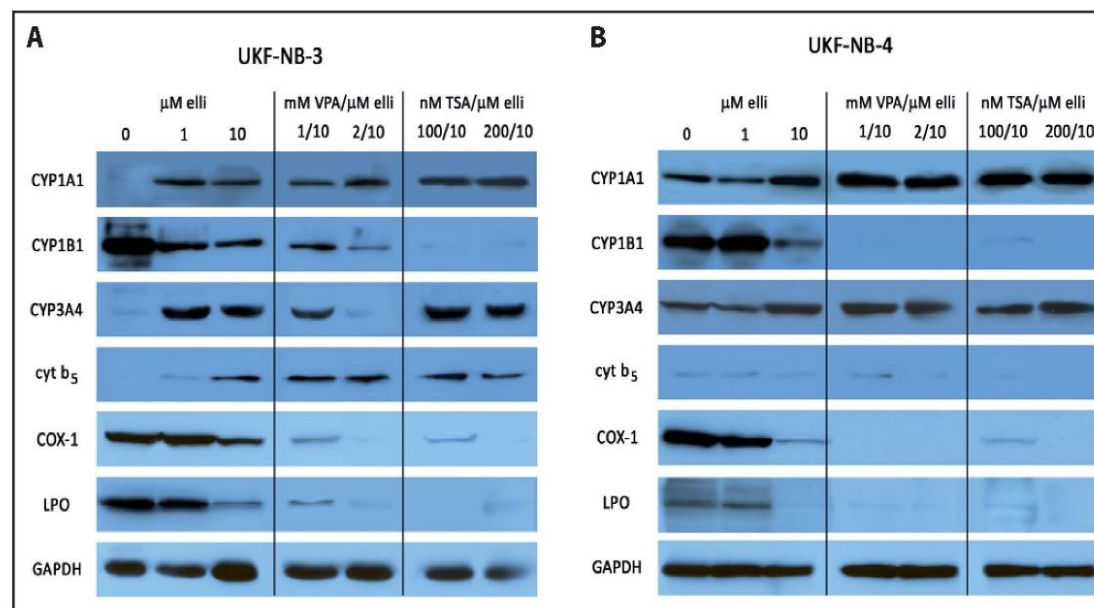 A
UKF-NB-3
μM elli
mM VPA/μM elli
nM TSA/μM elli
0
1
10
1/10
2/10
100/10
200/10
CYP1A1
CYP1B1
CYP3A4
cyt b5
COX-1
LPO
GAPDH
B
UKF-NB-4
μM elli
mM VPA/μM elli
nM TSA/μM elli
0
1
10
1/10
2/10
100/10
200/10
CYP1A1
CYP1B1
CYP3A4
cyt b5
COX-1
LPO
GAPDH